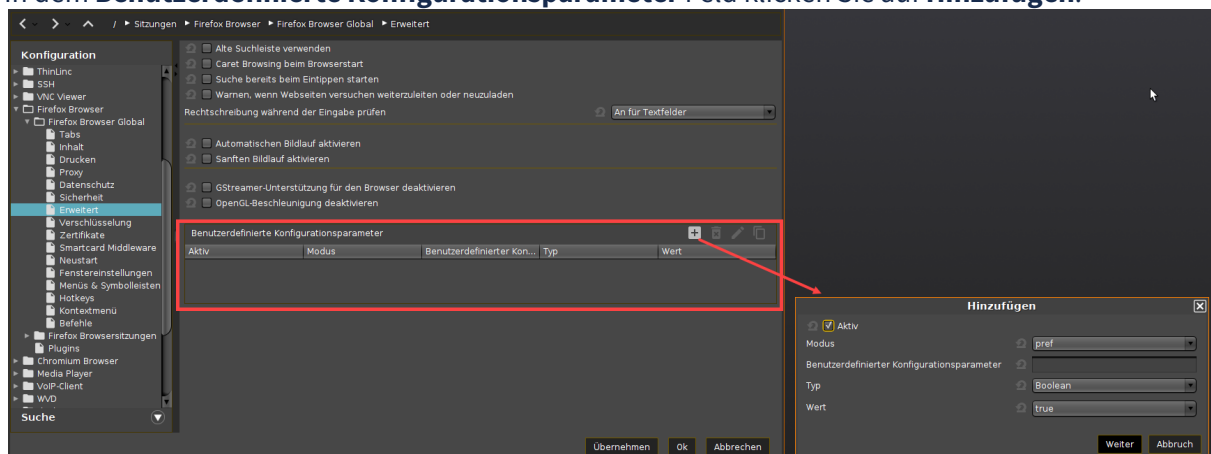 In dem Benutzerdefinierte Konfigurationsparameter Feld klicken Sie auf Hinzufügen.
/ Sitzungen Firefox Browser Firefox Browser Global Erweitert
Konfiguration
ThinLinc
SSH
VNC Viewer
Firefox Browser
Firefox Browser Global
Tabs
Inhalt
Drucken
Proxy
Datenschutz
Sicherheit
Erweitert
Verschlüsselung
Zertifikate
Smartcard Middleware
Neustart
Fenstereinstellungen
Menüs & Symbolleisten
Hotkeys
Kontextmenü
Befehle
Firefox Browsersitzungen
Plugins
Chromium Browser
Media Player
VoIP-Client
WVD
Suche
Alte Suchleiste verwenden
Caret Browsing beim Browserstart
Suche bereits beim Eintippen starten
Warnen, wenn Webseiten versuchen weiterzuleiten oder neuzuladen
Rechtschreibung während der Eingabe prüfen An für Textfelder
Automatischen Bildlauf aktivieren
Sanften Bildlauf aktivieren
GStreamer-Unterstützung für den Browser deaktivieren
OpenGL-Beschleunigung deaktivieren
Benutzerdefinierte Konfigurationsparameter
Aktiv Modus Benutzerdefinierter Kon... Typ Wert
Übernehmen Ok Abbrechen
Hinzufügen
Aktiv
Modus pref
Benutzerdefinierter Konfigurationsparameter
Typ Boolean
Wert true
Weiter Abbruch